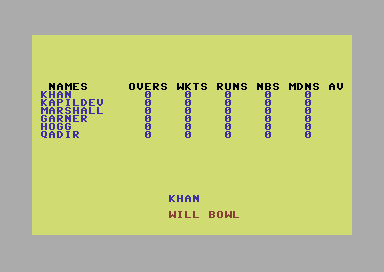 NAMES OVERS WKTS RUNS NBS MDNS AV
KHAN 0 0 0 0 0
KAPILDEV 0 0 0 0 0
MARSHALL 0 0 0 0 0
GARNER 0 0 0 0 0
HOGG 0 0 0 0 0
QADIR 0 0 0 0 0
KHAN
WILL BOWL